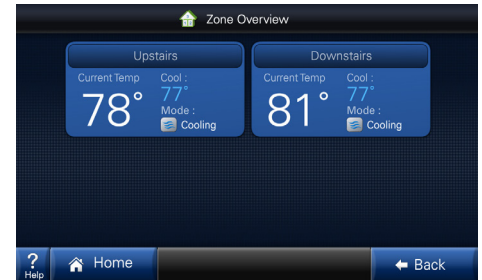 Zone Overview
Upstairs
Current Temp
78°
Cool :
77°
Mode :
Cooling
Downstairs
Current Temp
81°
Cool :
77°
Mode :
Cooling
?
Help
Home
Back